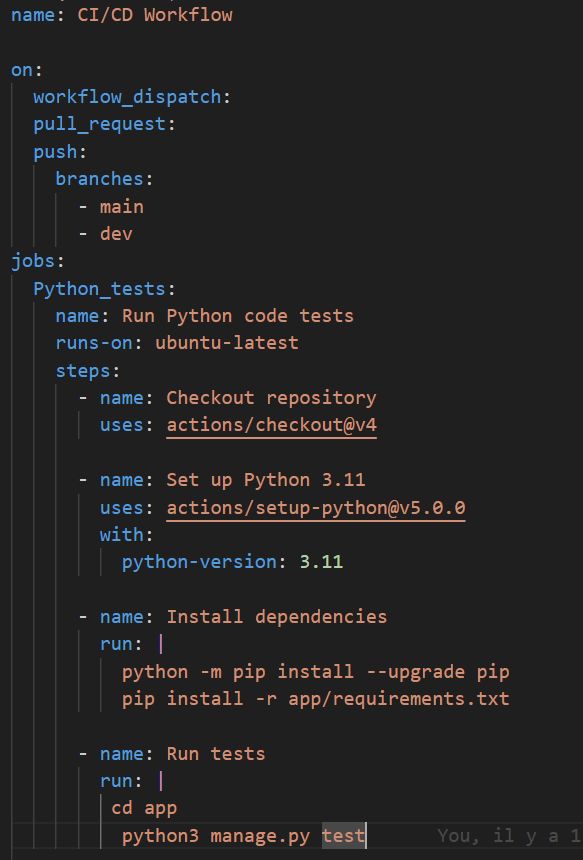 name: CI/CD Workflow

on:
  workflow_dispatch:
  pull_request:
  push:
    branches:
      - main
      - dev
jobs:
  Python_tests:
    name: Run Python code tests
    runs-on: ubuntu-latest
    steps:
      - name: Checkout repository
        uses: actions/checkout@v4

      - name: Set up Python 3.11
        uses: actions/setup-python@v5.0.0
        with:
          python-version: 3.11

      - name: Install dependencies
        run: |
          python -m pip install --upgrade pip
          pip install -r app/requirements.txt

      - name: Run tests
        run: |
         cd app
          python3 manage.py test You, il y a 1